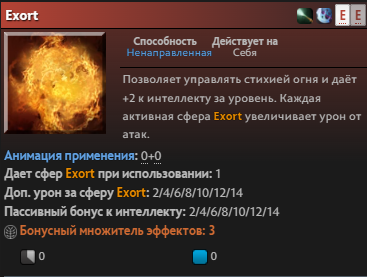 Exort
E E
Способность Действует на
Ненаправленная Себя
Позволяет управлять стихией огня и даёт
+2 к интеллекту за уровень. Каждая
активная сфера Exort увеличивает урон от
атак.
Анимация применения: 0+0
Дает сфер Exort при использовании: 1
Доп. урон за сферу Exort: 2/4/6/8/10/12/14
Пассивный бонус к интеллекту: 2/4/6/8/10/12/14
Бонусный множитель эффектов: 3
0 0